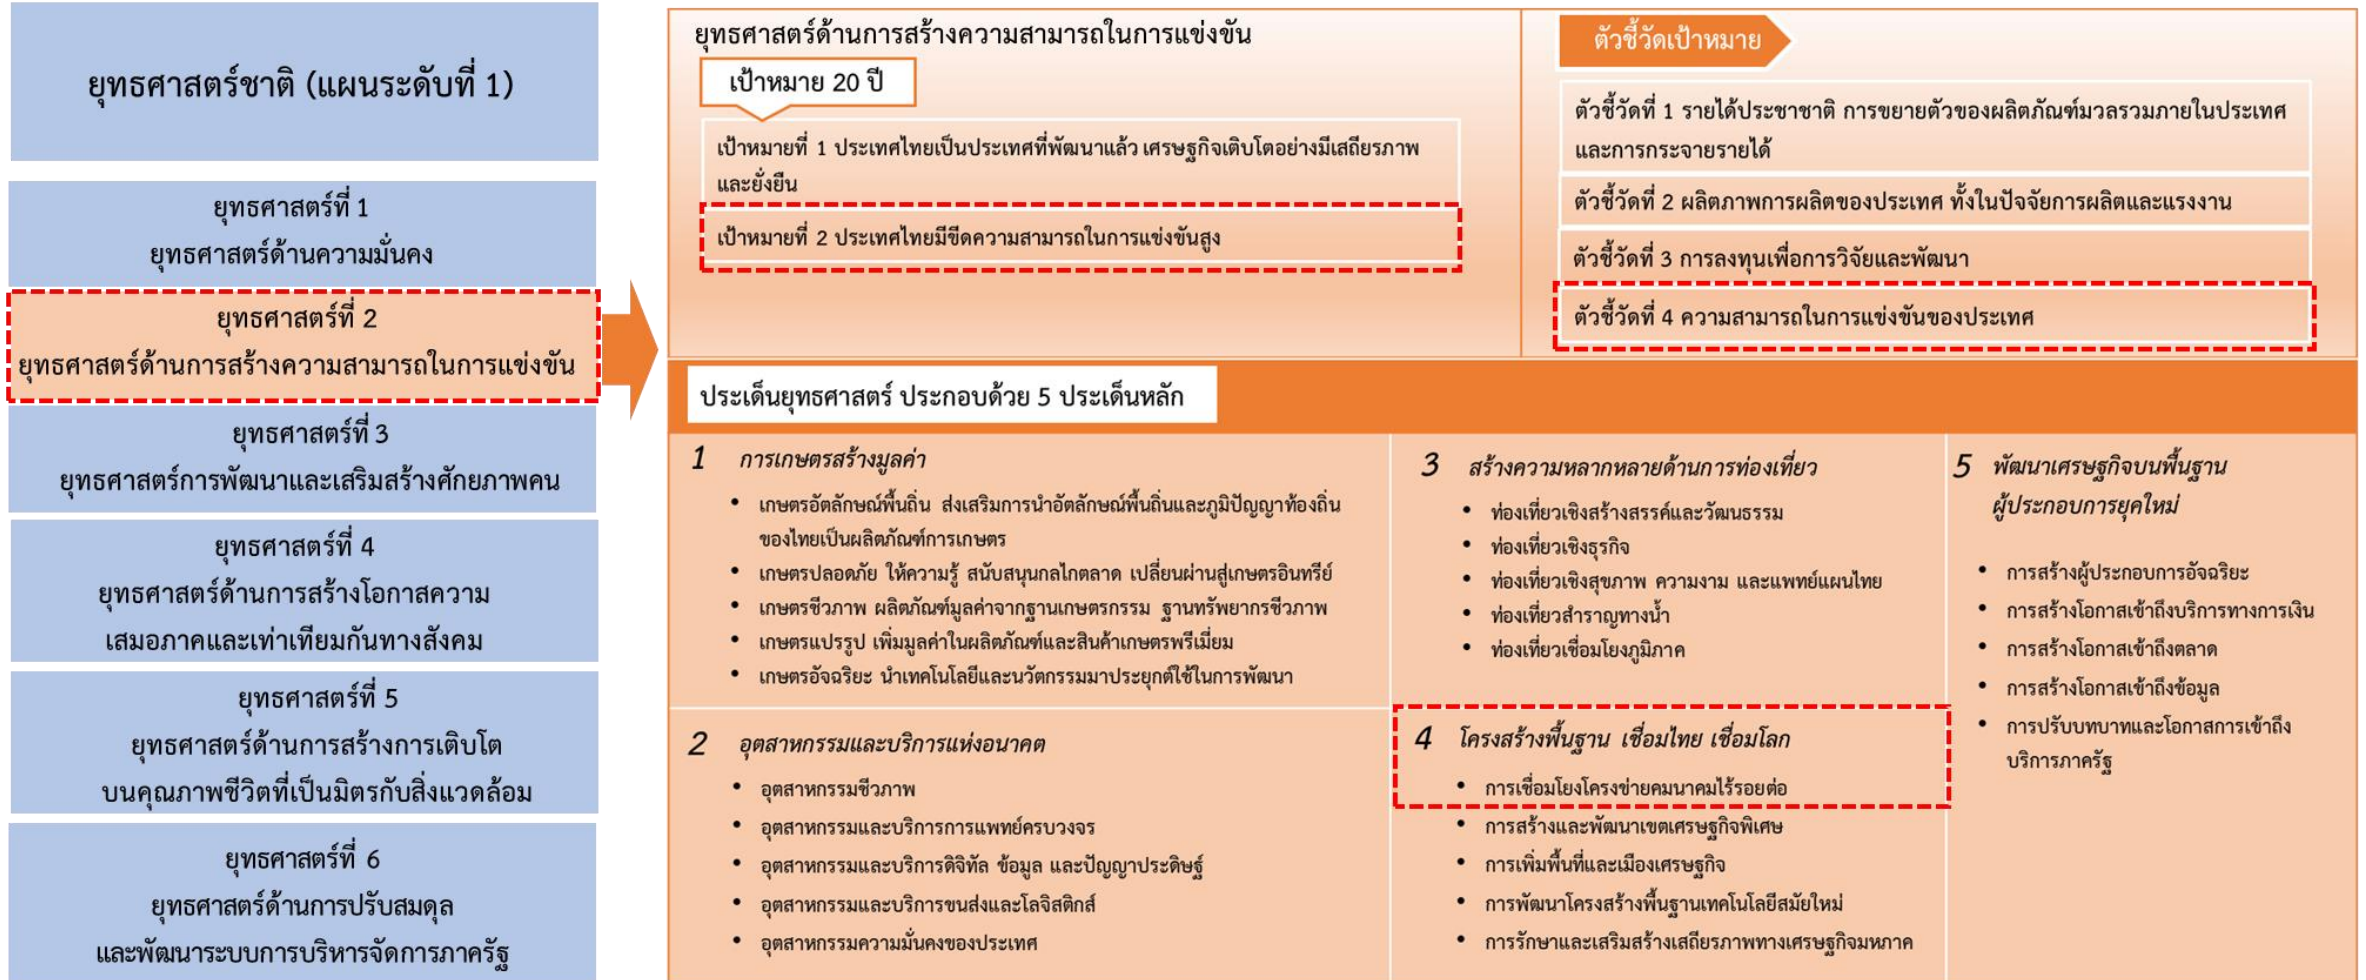 ยุทธศาสตร์ชาติ (แผนระดับที่ 1)
ยุทธศาสตร์ที่ 1
ยุทธศาสตร์ด้านความมั่นคง
ยุทธศาสตร์ที่ 2
ยุทธศาสตร์ด้านการสร้างความสามารถในการแข่งขัน
ยุทธศาสตร์ที่ 3
ยุทธศาสตร์การพัฒนาและเสริมสร้างศักยภาพคน
ยุทธศาสตร์ที่ 4
ยุทธศาสตร์ด้านการสร้างโอกาสความ
เสมอภาคและเท่าเทียมกันทางสังคม
ยุทธศาสตร์ที่ 5
ยุทธศาสตร์ด้านการสร้างการเติบโต
บนคุณภาพชีวิตที่เป็นมิตรกับสิ่งแวดล้อม
ยุทธศาสตร์ที่ 6
ยุทธศาสตร์ด้านการปรับสมดุล
และพัฒนาระบบการบริหารจัดการภาครัฐ
ยุทธศาสตร์ด้านการสร้างความสามารถในการแข่งขัน
เป้าหมาย 20 ปี
เป้าหมายที่ 1 ประเทศไทยเป็นประเทศที่พัฒนาแล้ว เศรษฐกิจเติบโตอย่างมีเสถียรภาพ
และยั่งยืน
เป้าหมายที่ 2 ประเทศไทยมีขีดความสามารถในการแข่งขันสูง
ตัวชี้วัดเป้าหมาย
ตัวชี้วัดที่ 1 รายได้ประชาชาติ การขยายตัวของผลิตภัณฑ์มวลรวมภายในประเทศ
และการกระจายรายได้
ตัวชี้วัดที่ 2 ผลิตภาพการผลิตของประเทศ ทั้งในปัจจัยการผลิตและแรงงาน
ตัวชี้วัดที่ 3 การลงทุนเพื่อการวิจัยและพัฒนา
ตัวชี้วัดที่ 4 ความสามารถในการแข่งขันของประเทศ
ประเด็นยุทธศาสตร์ ประกอบด้วย 5 ประเด็นหลัก
1 การเกษตรสร้างมูลค่า
• เกษตรอัตลักษณ์พื้นถิ่น ส่งเสริมการนำอัตลักษณ์พื้นถิ่นและภูมิปัญญาท้องถิ่น
ของไทยเป็นผลิตภัณฑ์การเกษตร
• เกษตรปลอดภัย ให้ความรู้ สนับสนุนกลไกตลาด เปลี่ยนผ่านสู่เกษตรอินทรีย์
• เกษตรชีวภาพ ผลิตภัณฑ์มูลค่าจากฐานเกษตรกรรม ฐานทรัพยากรชีวภาพ
• เกษตรแปรรูป เพิ่มมูลค่าในผลิตภัณฑ์และสินค้าเกษตรพรีเมี่ยม
• เกษตรอัจฉริยะ นำเทคโนโลยีและนวัตกรรมมาประยุกต์ใช้ในการพัฒนา
2 อุตสาหกรรมและบริการแห่งอนาคต
• อุตสาหกรรมชีวภาพ
• อุตสาหกรรมและบริการการแพทย์ครบวงจร
• อุตสาหกรรมและบริการดิจิทัล ข้อมูล และปัญญาประดิษฐ์
• อุตสาหกรรมและบริการขนส่งและโลจิสติกส์
• อุตสาหกรรมความมั่นคงของประเทศ
3 สร้างความหลากหลายด้านการท่องเที่ยว
• ท่องเที่ยวเชิงสร้างสรรค์และวัฒนธรรม
• ท่องเที่ยวเชิงธุรกิจ
• ท่องเที่ยวเชิงสุขภาพ ความงาม และแพทย์แผนไทย
• ท่องเที่ยวสำราญทางน้ำ
• ท่องเที่ยวเชื่อมโยงภูมิภาค
4 โครงสร้างพื้นฐาน เชื่อมไทย เชื่อมโลก
• การเชื่อมโยงโครงข่ายคมนาคมไร้รอยต่อ
• การสร้างและพัฒนาเขตเศรษฐกิจพิเศษ
• การเพิ่มพื้นที่และเมืองเศรษฐกิจ
• การพัฒนาโครงสร้างพื้นฐานเทคโนโลยีสมัยใหม่
• การรักษาและเสริมสร้างเสถียรภาพทางเศรษฐกิจมหภาค
5 พัฒนาเศรษฐกิจบนพื้นฐาน
ผู้ประกอบการยุคใหม่
• การสร้างผู้ประกอบการอัจฉริยะ
• การสร้างโอกาสเข้าถึงบริการทางการเงิน
• การสร้างโอกาสเข้าถึงตลาด
• การสร้างโอกาสเข้าถึงข้อมูล
• การปรับบทบาทและโอกาสการเข้าถึง
บริการภาครัฐ